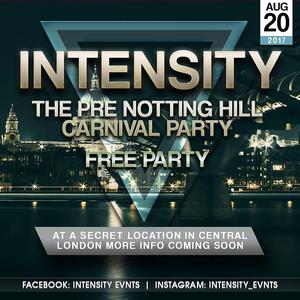 AUG
20
2017
INTENSITY
THE PRE NOTTING HILL
CARNIVAL PARTY
FREE PARTY
AT A SECRET LOCATION IN CENTRAL
LONDON MORE INFO COMING SOON
FACEBOOK: INTENSITY EVNTS | INSTAGRAM: INTENSITY_EVNTS